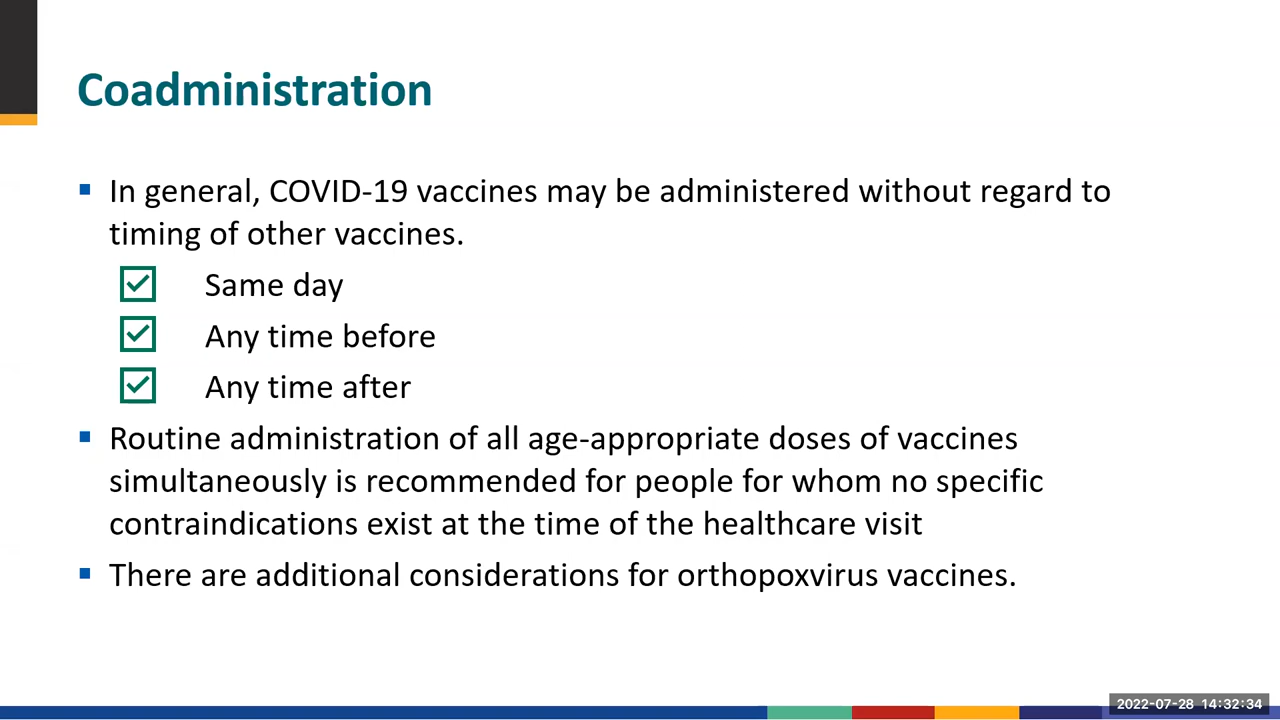 Coadministration
In general, COVID-19 vaccines may be administered without regard to
timing of other vaccines.
Same day
Any time before
Any time after
Routine administration of all age-appropriate doses of vaccines
simultaneously is recommended for people for whom no specific
contraindications exist at the time of the healthcare visit
There are additional considerations for orthopoxvirus vaccines.
2022-07-28 14:32:34